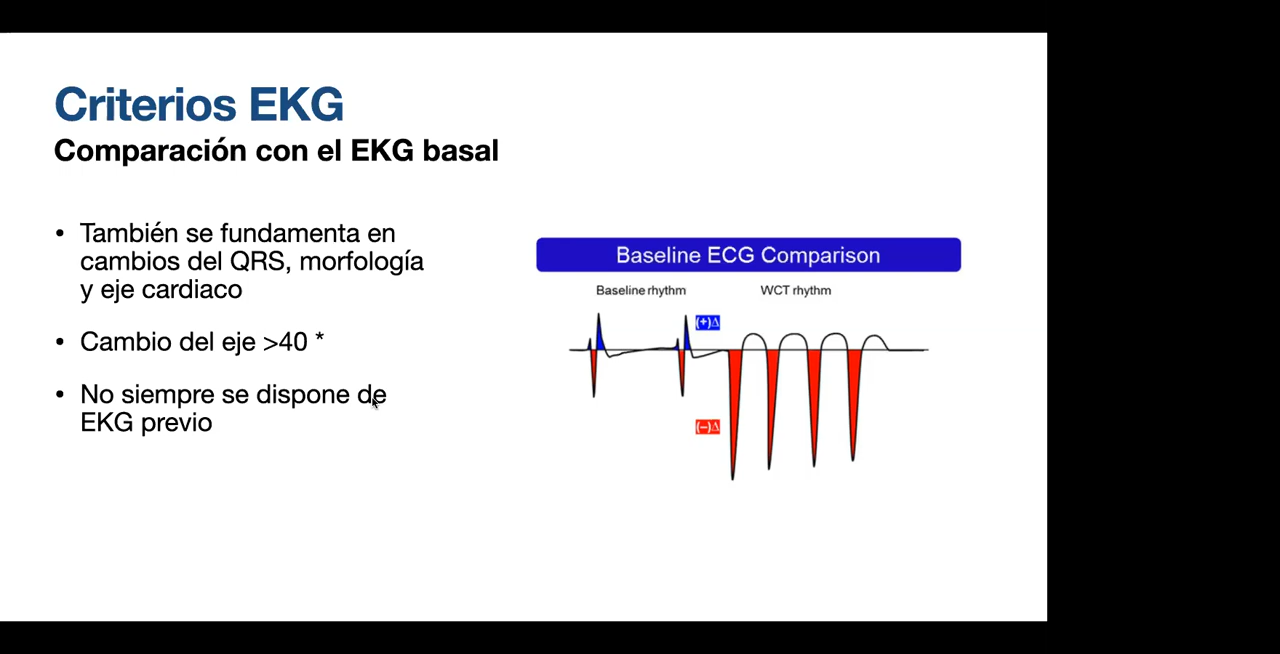 Criterios EKG
Comparación con el EKG basal
• También se fundamenta en
cambios del QRS, morfología
y eje cardiaco
• Cambio del eje >40 *
• No siempre se dispone de
EKG previo
Baseline ECG Comparison
Baseline rhythm
WCT rhythm
(+)Δ
(−)Δ